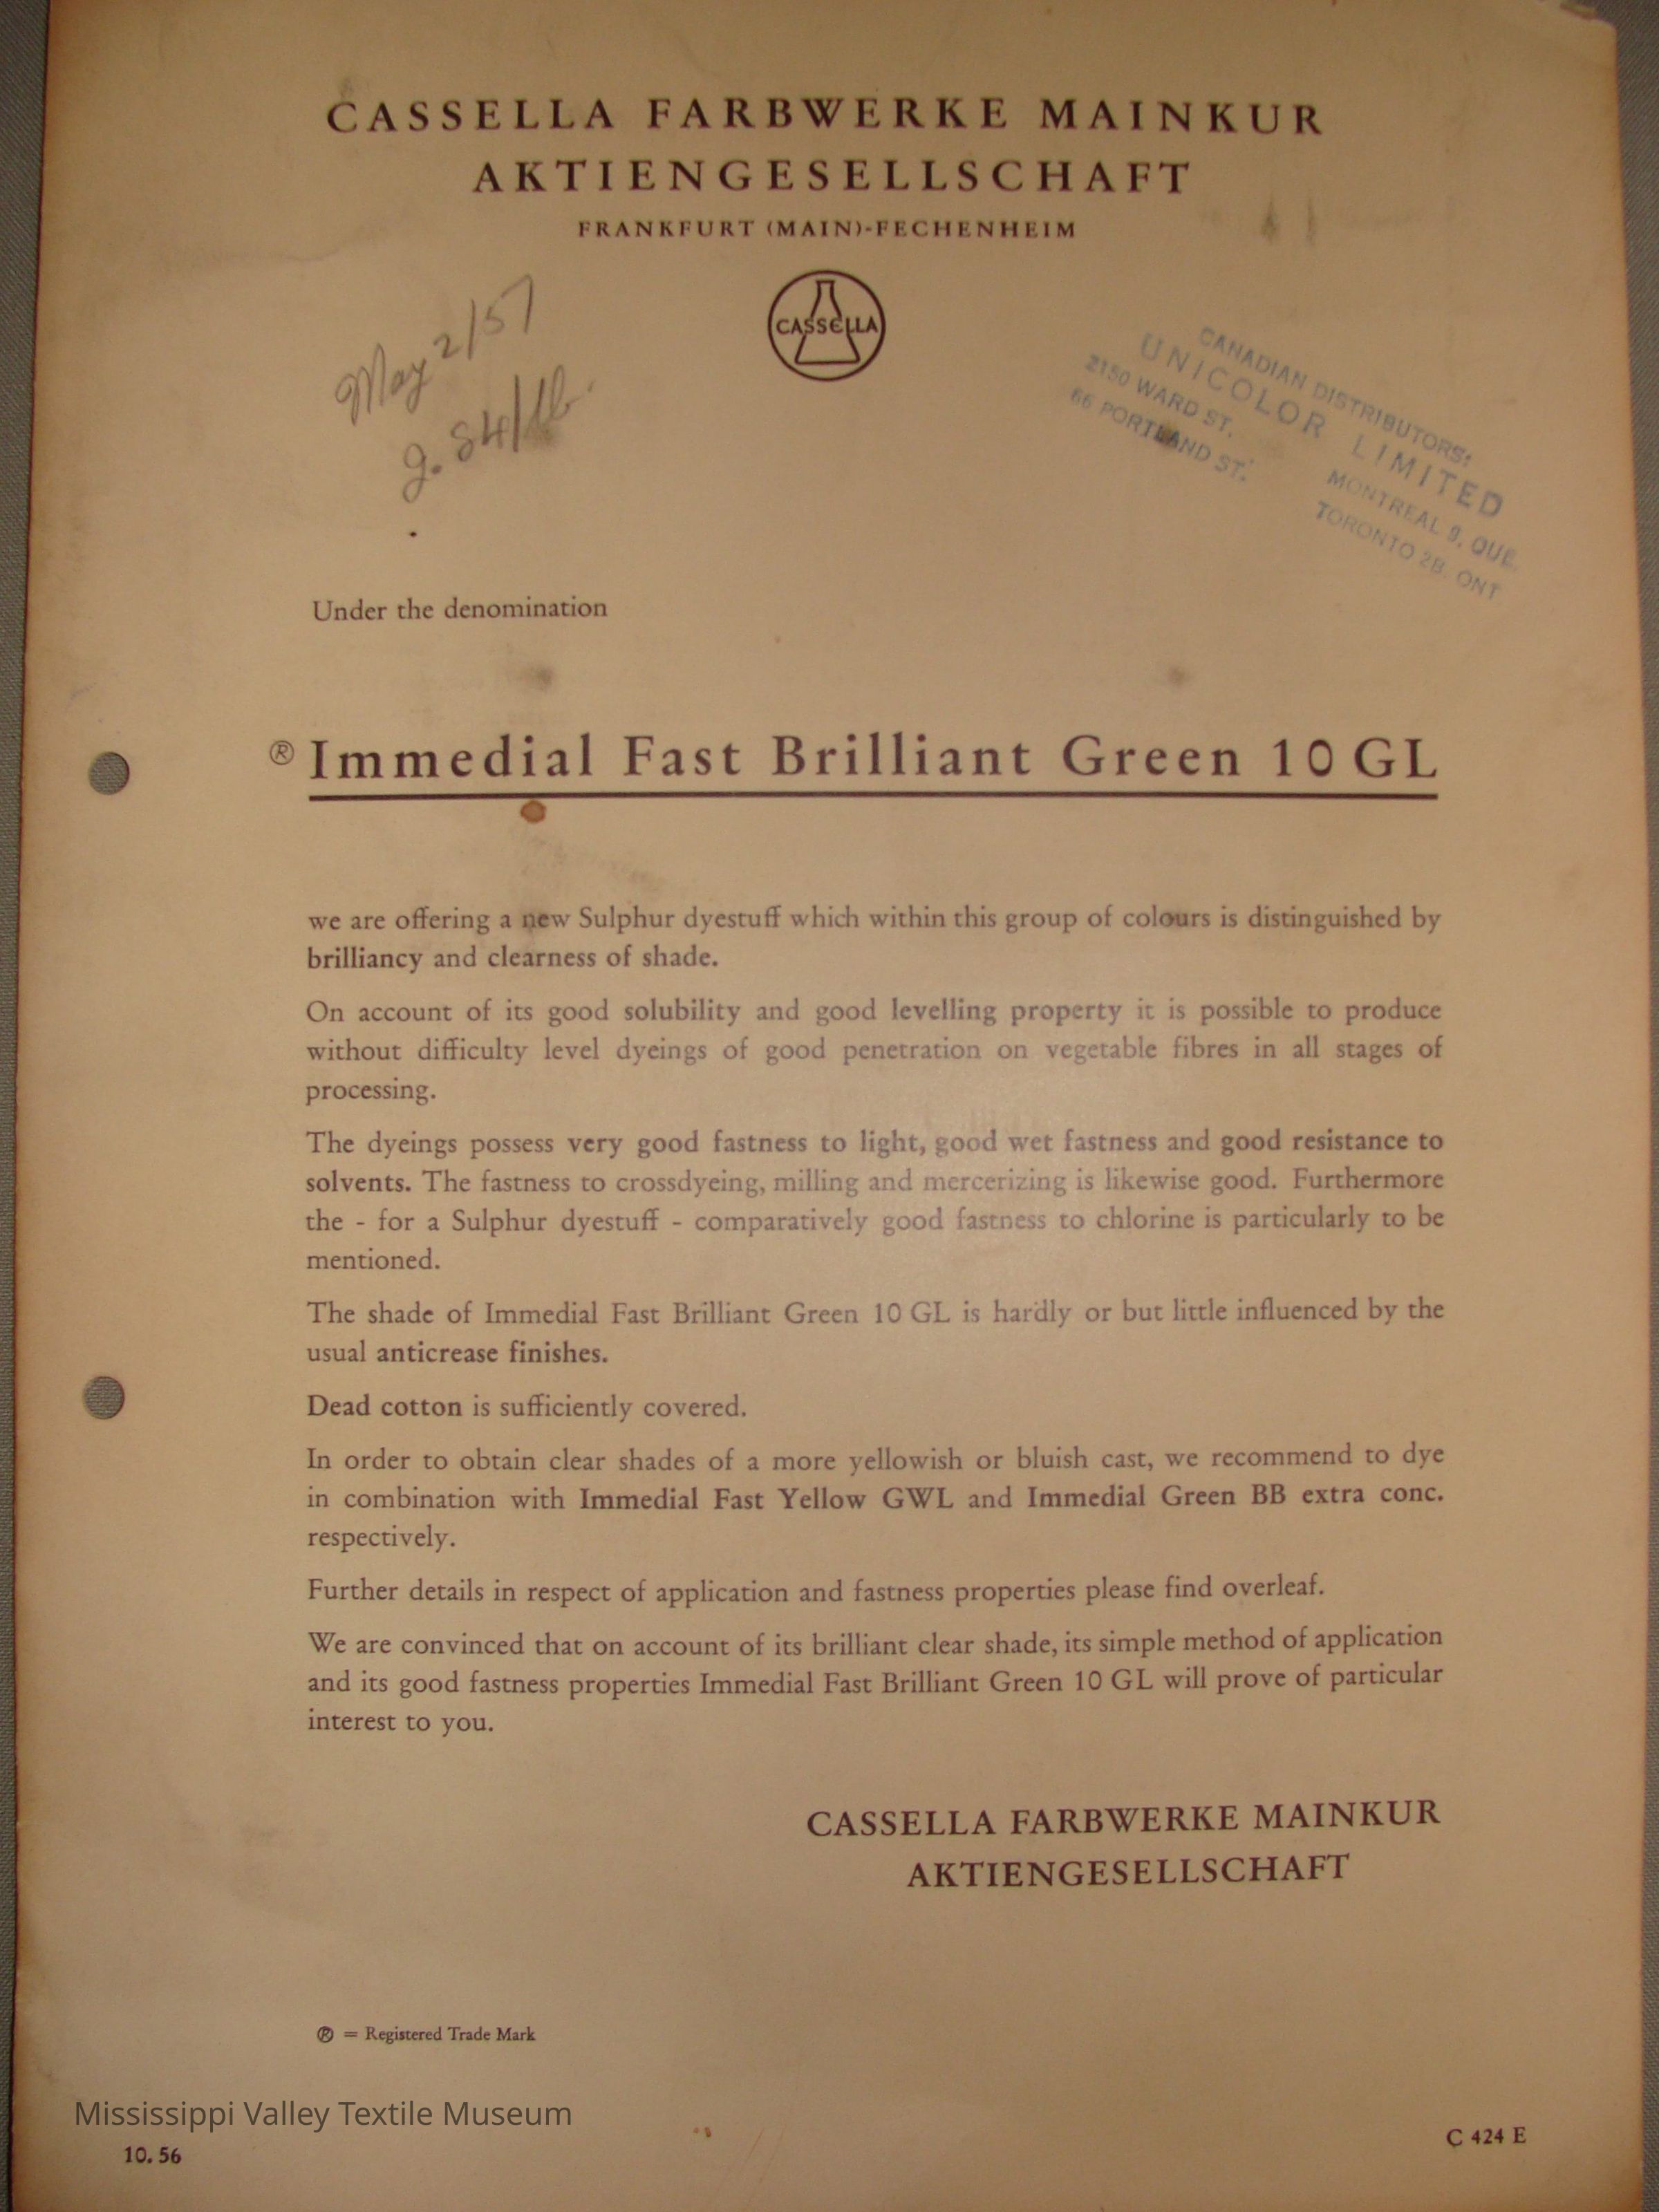 CASSELLA FARBWERKE MAINKUR
AKTIENGESELLSCHAFT
FRANKFURT (MAIN)-FECHENHEIM
CASSELLA
May 2/57
CANADIAN DISTRIBUTORS:
UNICOLOR LIMITED
2150 WARD ST. MONTREAL 9, QUE.
66 PORTLAND ST. TORONTO 2B. ONT
Under the denomination
® Immedial Fast Brilliant Green 10 GL
we are offering a new Sulphur dyestuff which within this group of colours is distinguished by
brilliancy and clearness of shade.
On account of its good solubility and good levelling property it is possible to produce
without difficulty level dyeings of good penetration on vegetable fibres in all stages of
processing.
The dyeings possess very good fastness to light, good wet fastness and good resistance to
solvents. The fastness to crossdyeing, milling and mercerizing is likewise good. Furthermore
the - for a Sulphur dyestuff - comparatively good fastness to chlorine is particularly to be
mentioned.
The shade of Immedial Fast Brilliant Green 10 GL is hardly or but little influenced by the
usual anticrease finishes.
Dead cotton is sufficiently covered.
In order to obtain clear shades of a more yellowish or bluish cast, we recommend to dye
in combination with Immedial Fast Yellow GWL and Immedial Green BB extra conc.
respectively.
Further details in respect of application and fastness properties please find overleaf.
We are convinced that on account of its brilliant clear shade, its simple method of application
and its good fastness properties Immedial Fast Brilliant Green 10 GL will prove of particular
interest to you.
CASSELLA FARBWERKE MAINKUR
AKTIENGESELLSCHAFT
® = Registered Trade Mark
Mississippi Valley Textile Museum
10. 56
C 424 E